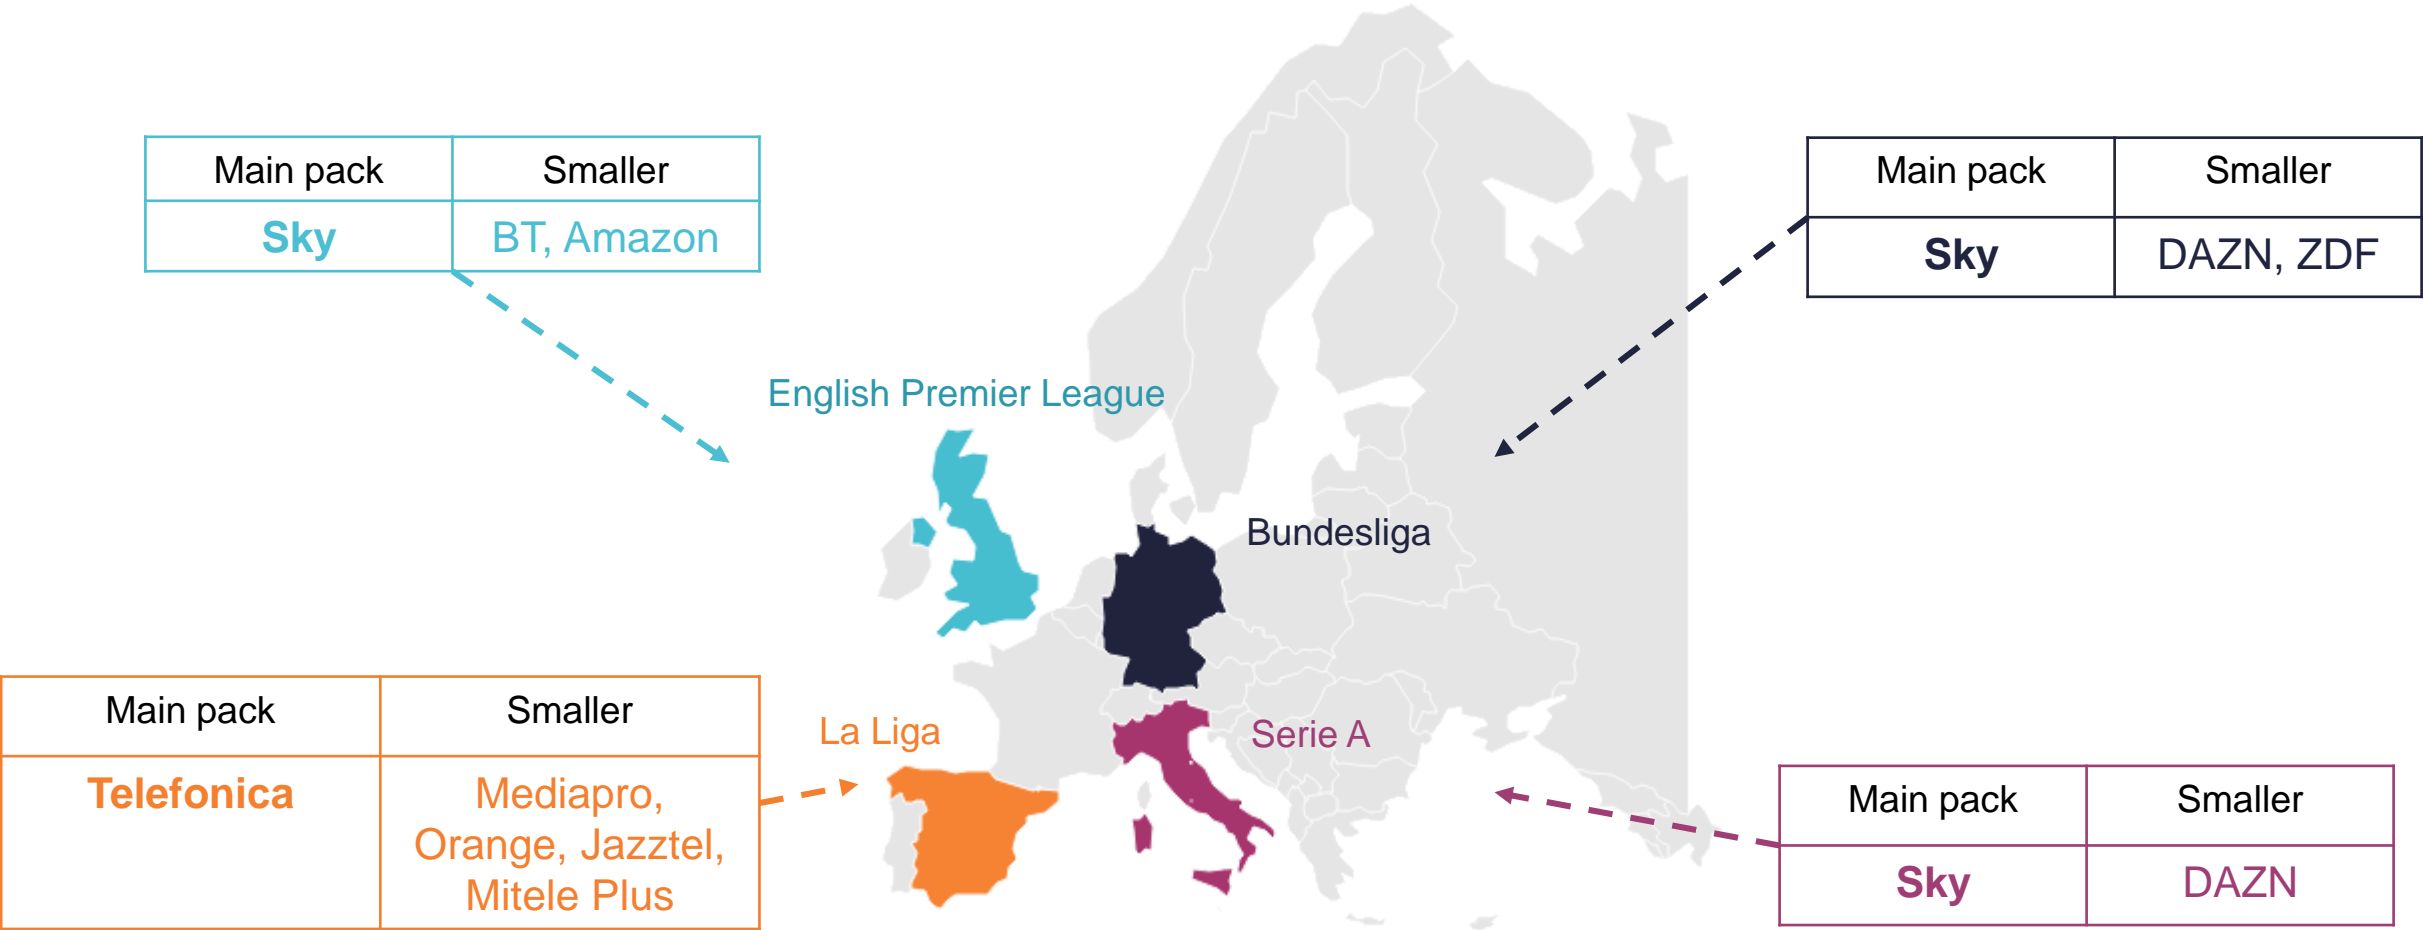 Main pack Smaller
Sky BT, Amazon
Main pack Smaller
Sky DAZN, ZDF
English Premier League
Bundesliga
La Liga
Serie A
Main pack Smaller
Telefonica Mediapro,
Orange, Jazztel,
Mitele Plus
Main pack Smaller
Sky DAZN